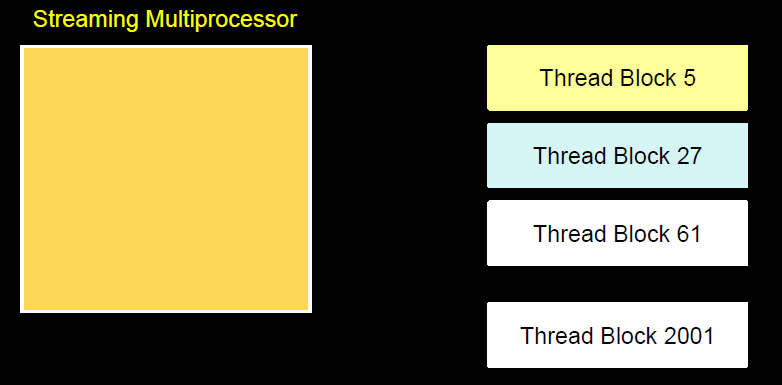 Streaming Multiprocessor
Thread Block 5
Thread Block 27
Thread Block 61
Thread Block 2001